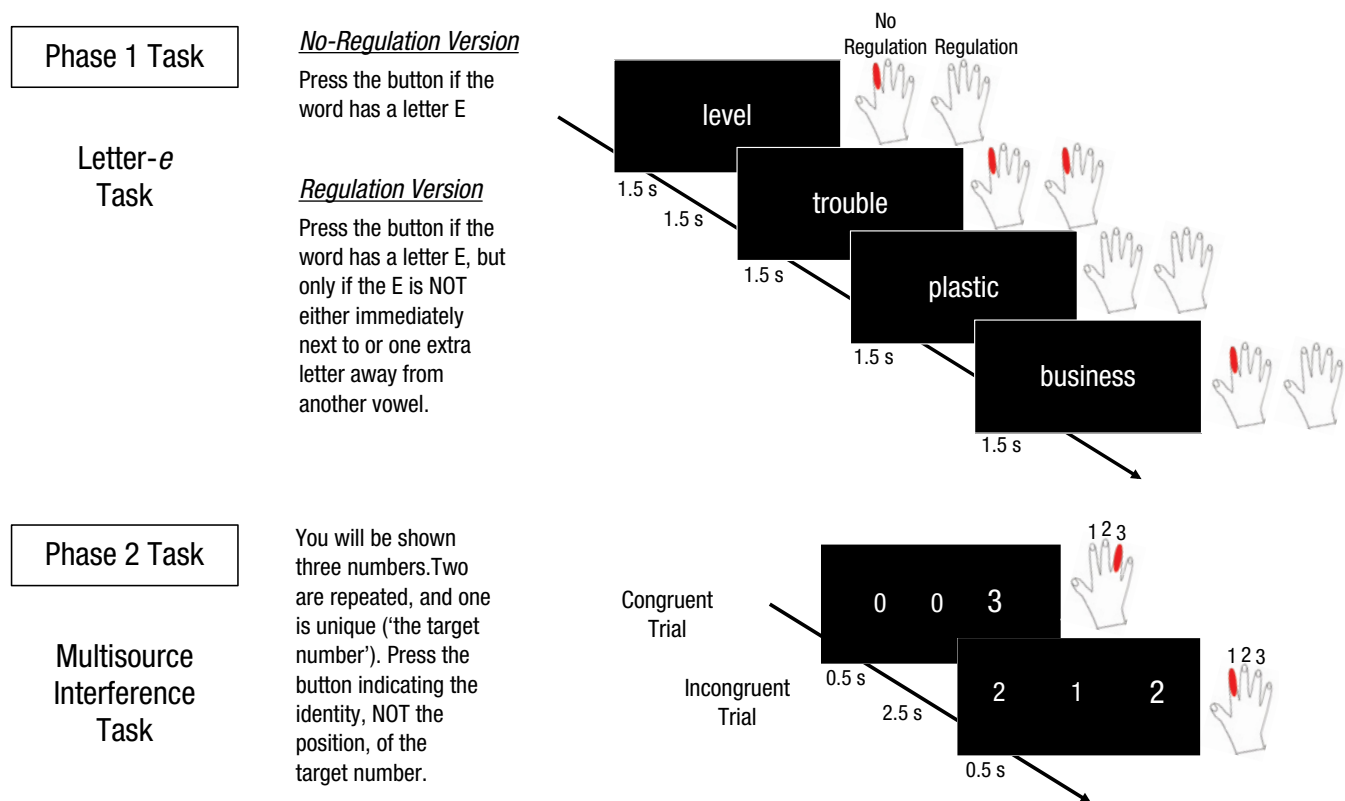 Phase 1 Task
Letter-e
Task
No-Regulation Version
Press the button if the
word has a letter E
Regulation Version
Press the button if the
word has a letter E, but
only if the E is NOT
either immediately
next to or one extra
letter away from
another vowel.
No
Regulation Regulation
level
1.5 s
1.5 s
trouble
1.5 s
plastic
1.5 s
business
1.5 s
Phase 2 Task
Multisource
Interference
Task
You will be shown
three numbers.Two
are repeated, and one
is unique (‘the target
number’). Press the
button indicating the
identity, NOT the
position, of the
target number.
Congruent
Trial
0 0 3
1 2 3
0.5 s
2.5 s
Incongruent
Trial
2 1 2
1 2 3
0.5 s